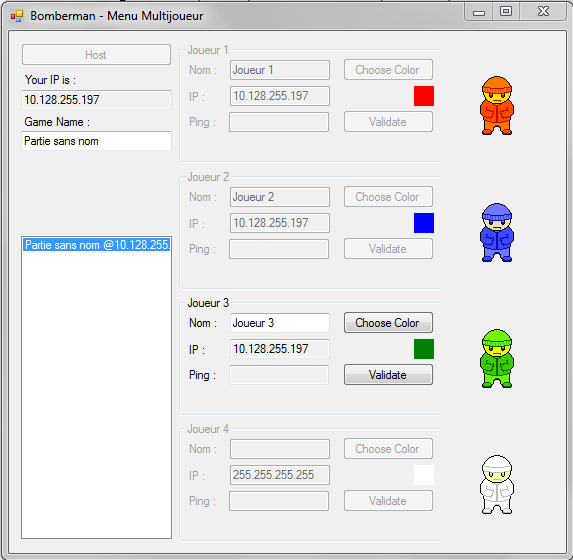 Bomberman - Menu Multijoueur
Host
Your IP is :
10.128.255.197
Game Name :
Partie sans nom
Partie sans nom @10.128.255.
Joueur 1
Nom : Joueur 1 Choose Color
IP : 10.128.255.197
Ping : Validate
Joueur 2
Nom : Joueur 2 Choose Color
IP : 10.128.255.197
Ping : Validate
Joueur 3
Nom : Joueur 3 Choose Color
IP : 10.128.255.197
Ping : Validate
Joueur 4
Nom : Choose Color
IP : 255.255.255.255
Ping : Validate